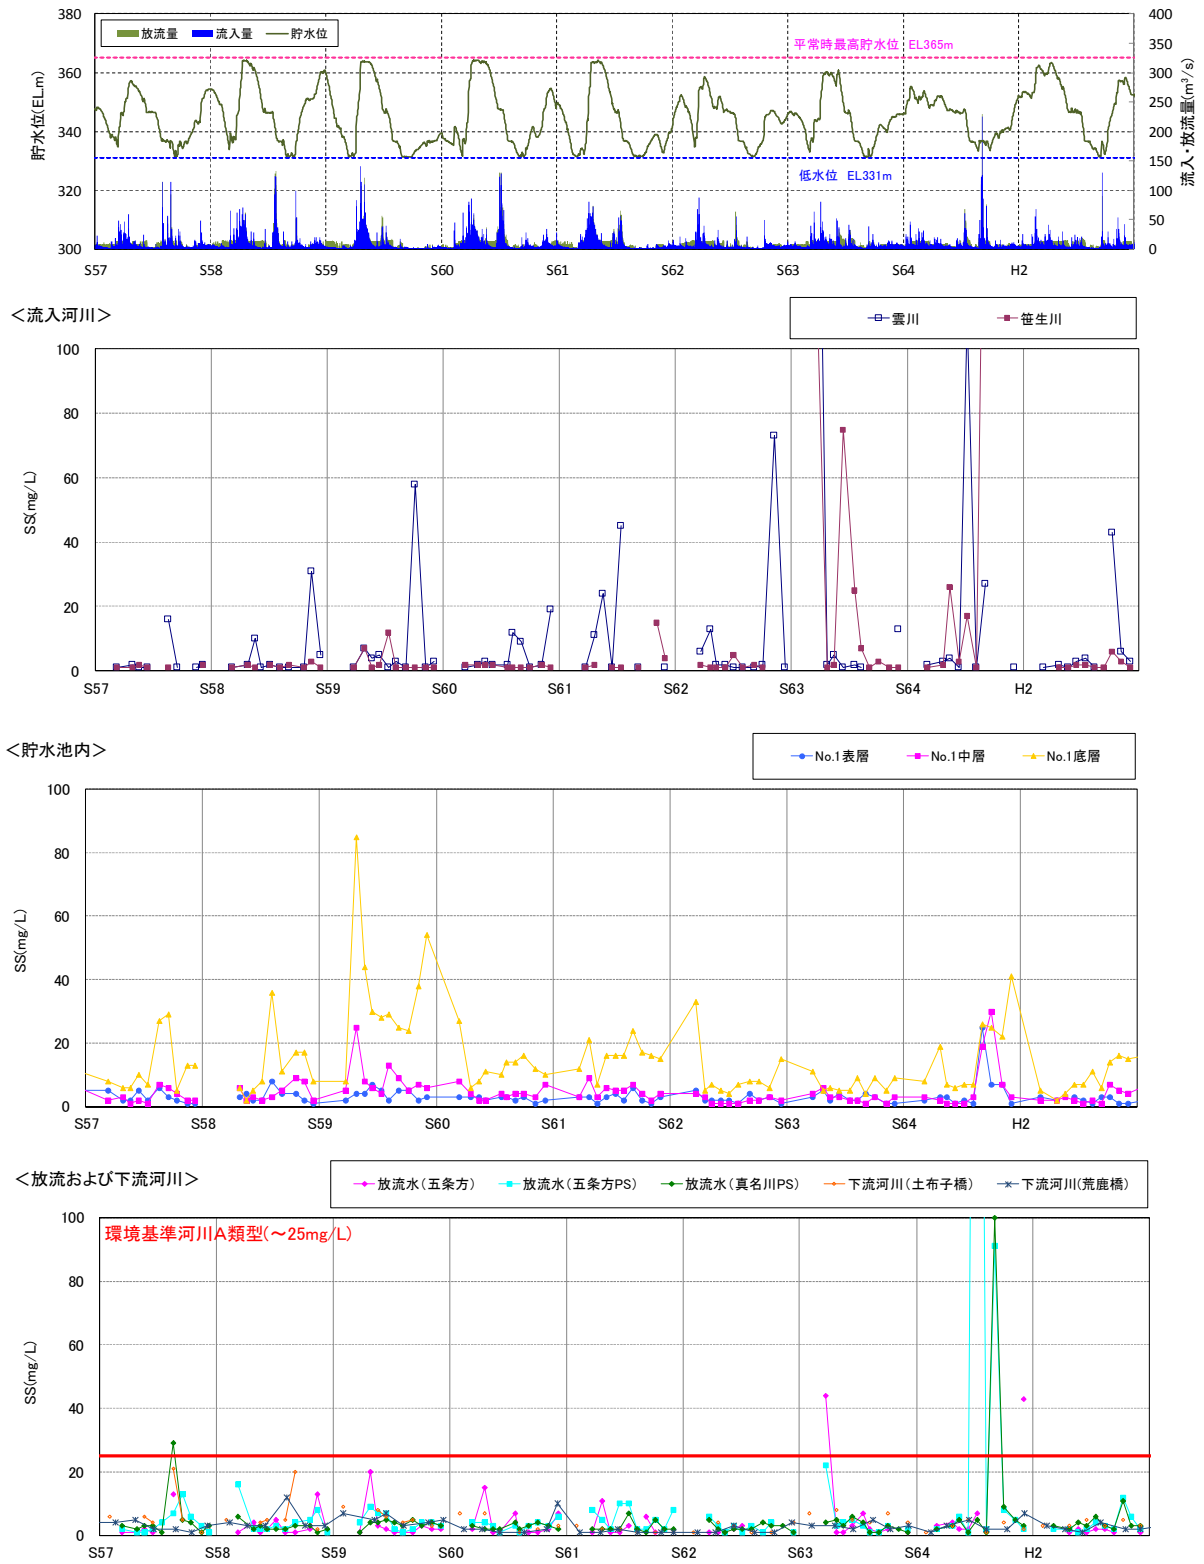 380 400
放流量 流入量 貯水位
平常時最高貯水位 EL365m
360 350
300
340 250
200
320 150
低水位 EL331m
100
50
300 0
貯水位(EL.m)
流入・放流量(m³/s)
S57 S58 S59 S60 S61 S62 S63 S64 H2
＜流入河川＞
雲川 笹生川
100
80
60
40
20
0
SS(mg/L)
S57 S58 S59 S60 S61 S62 S63 S64 H2
＜貯水池内＞
No.1表層 No.1中層 No.1底層
100
80
60
40
20
0
SS(mg/L)
S57 S58 S59 S60 S61 S62 S63 S64 H2
＜放流および下流河川＞
放流水(五条方) 放流水(五条方PS) 放流水(真名川PS) 下流河川(土布子橋) 下流河川(荒鹿橋)
100
環境基準河川A類型(～25mg/L)
80
60
40
20
0
SS(mg/L)
S57 S58 S59 S60 S61 S62 S63 S64 H2